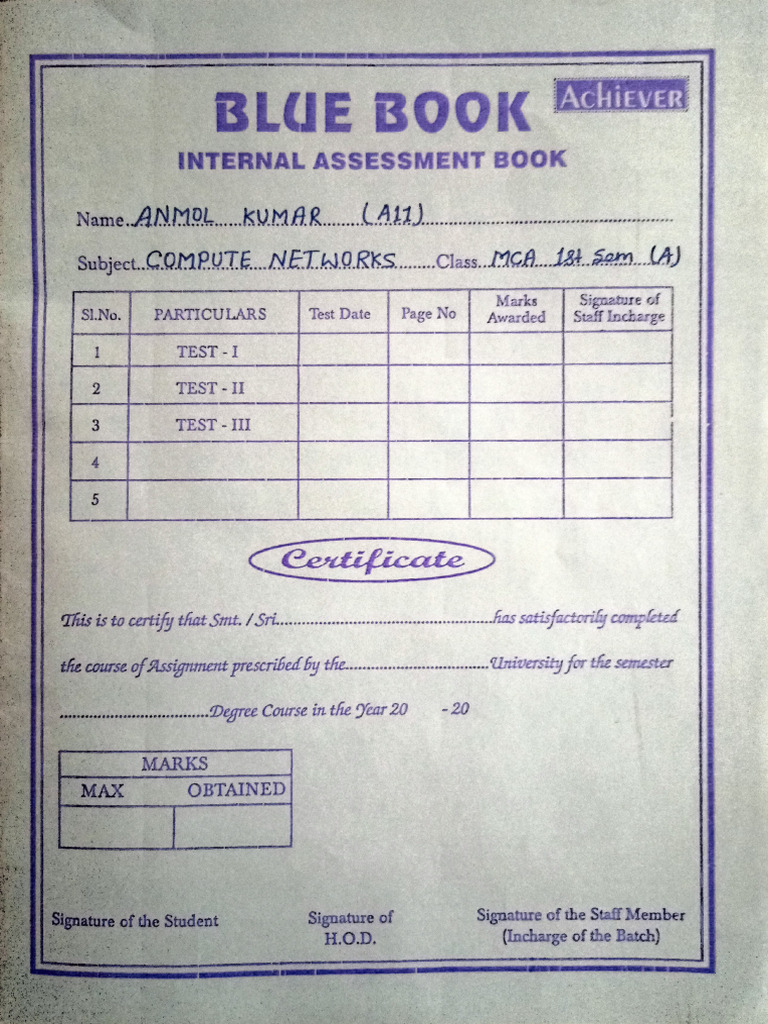 BLUE BOOK
ACHiEVER
INTERNAL ASSESSMENT BOOK
Name ANMOL KUMAR (A11)
Subject COMPUTE NETWORKS Class MCA 1st Sem (A)
Sl.No. PARTICULARS Test Date Page No Marks Awarded Signature of Staff Incharge
1 TEST - I
2 TEST - II
3 TEST - III
4
5
Certificate
This is to certify that Smt. / Sri..........has satisfactorily completed
the course of Assignment prescribed by the..........University for the semester
..........Degree Course in the Year 20 - 20
MARKS
MAX OBTAINED
Signature of the Student
Signature of
H.O.D.
Signature of the Staff Member
(Incharge of the Batch)